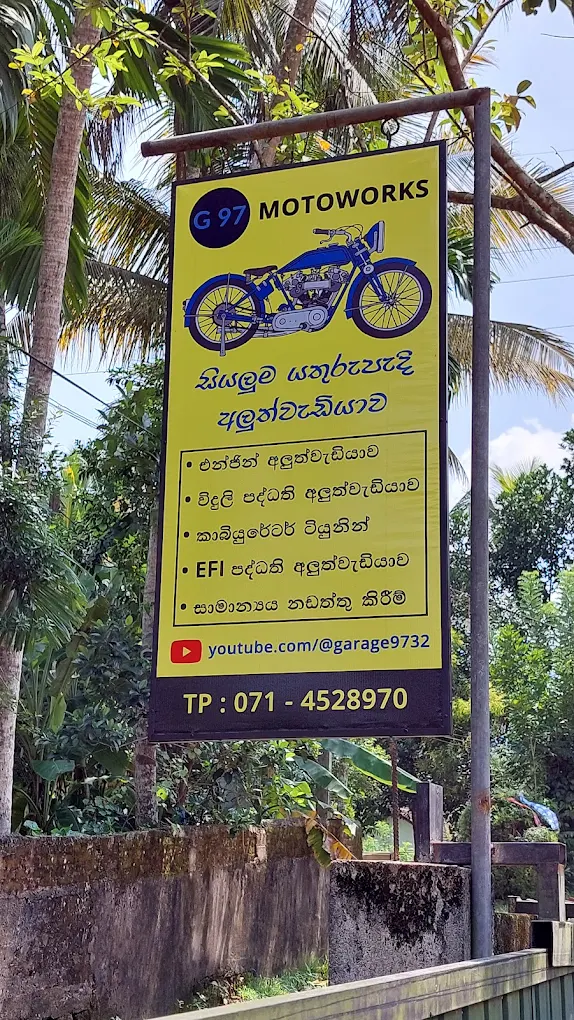 G 97 MOTOWORKS
සියලුම යතුරුපැදි
අලුත්වැඩියාව
• එන්ජින් අලුත්වැඩියාව
• විදුලි පද්ධති අලුත්වැඩියාව
• කාබියුරේටර් ටියුනින්
• EFI පද්ධති අලුත්වැඩියාව
• සාමාන්‍යය නඩත්තු කිරීම්
youtube.com/@garage9732
TP : 071 - 4528970